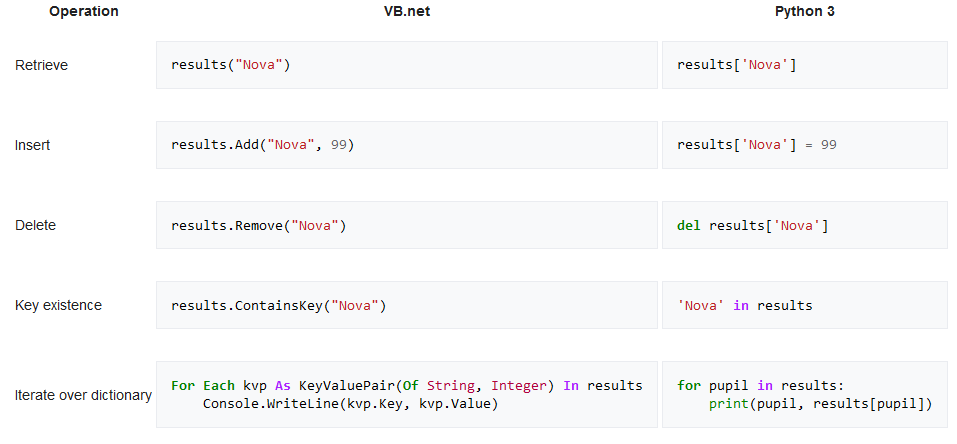 Operation VB.net Python 3
Retrieve results("Nova") results['Nova']
Insert results.Add("Nova", 99) results['Nova'] = 99
Delete results.Remove("Nova") del results['Nova']
Key existence results.ContainsKey("Nova") 'Nova' in results
Iterate over dictionary
For Each kvp As KeyValuePair(Of String, Integer) In results
    Console.WriteLine(kvp.Key, kvp.Value)
for pupil in results:
    print(pupil, results[pupil])